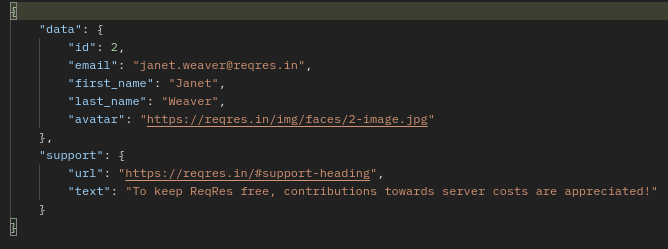 {
    "data": {
        "id": 2,
        "email": "janet.weaver@reqres.in",
        "first_name": "Janet",
        "last_name": "Weaver",
        "avatar": "https://reqres.in/img/faces/2-image.jpg"
    },
    "support": {
        "url": "https://reqres.in/#support-heading",
        "text": "To keep ReqRes free, contributions towards server costs are appreciated!"
    }
}